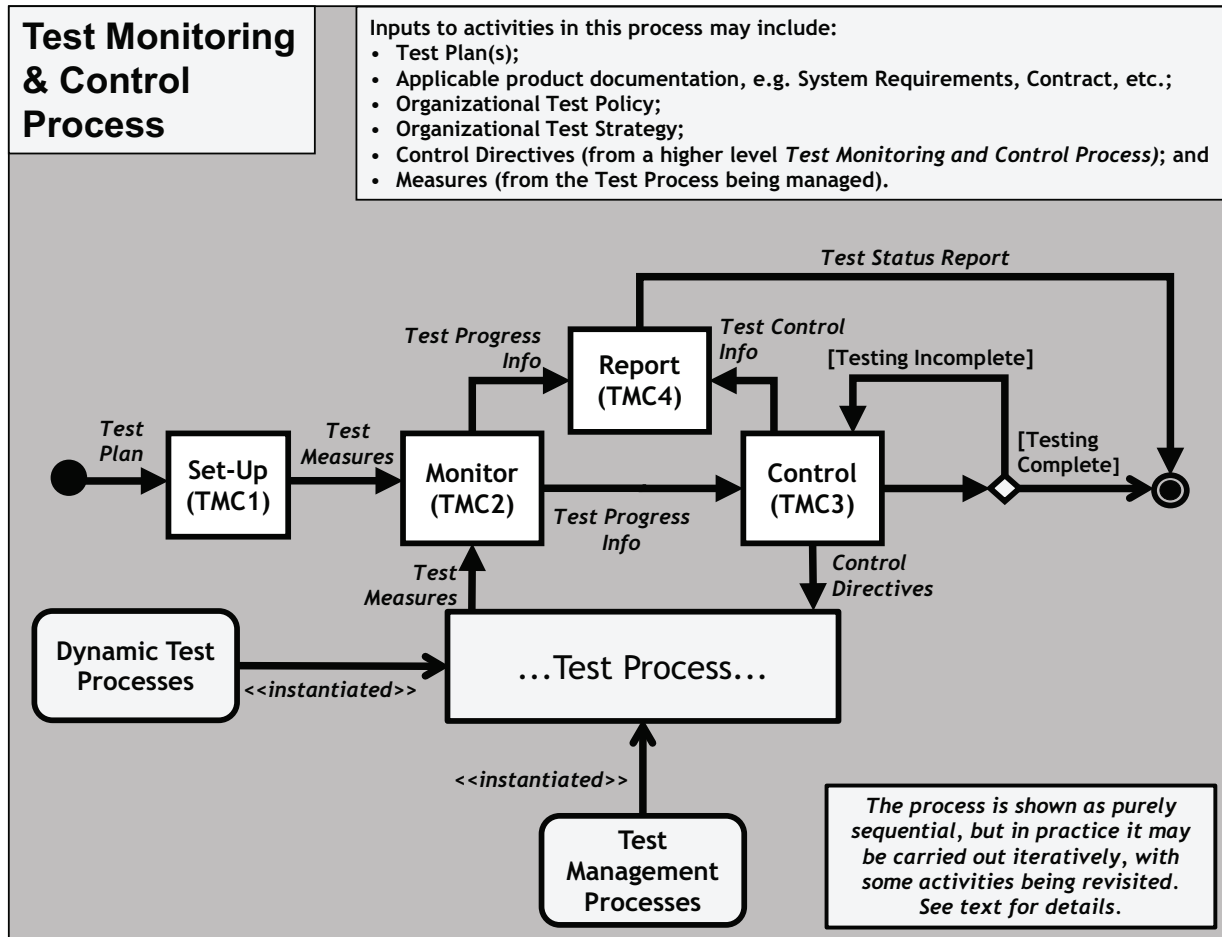 Test Monitoring
& Control
Process
Inputs to activities in this process may include:
• Test Plan(s);
• Applicable product documentation, e.g. System Requirements, Contract, etc.;
• Organizational Test Policy;
• Organizational Test Strategy;
• Control Directives (from a higher level Test Monitoring and Control Process); and
• Measures (from the Test Process being managed).
Test Status Report
Test Progress
Info
Report
(TMC4)
Test Control
Info
[Testing Incomplete]
Test
Plan
Set-Up
(TMC1)
Test
Measures
Monitor
(TMC2)
Test Progress
Info
Control
(TMC3)
[Testing
Complete]
Test
Measures
Control
Directives
Dynamic Test
Processes
<<instantiated>>
...Test Process...
<<instantiated>>
Test
Management
Processes
The process is shown as purely
sequential, but in practice it may
be carried out iteratively, with
some activities being revisited.
See text for details.